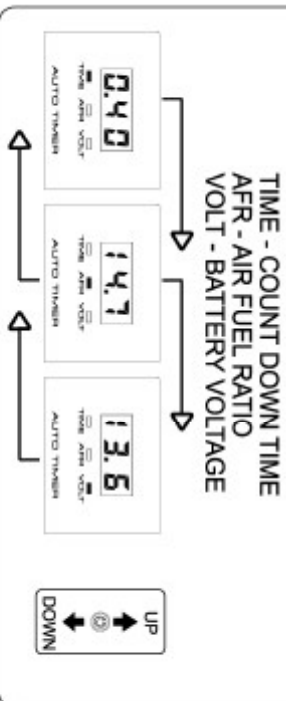 TIME - COUNT DOWN TIME
AFR - AIR FUEL RATIO
VOLT - BATTERY VOLTAGE
0.40
TIME AFR VOLT
AUTO TIMER
14.7
TIME AFR VOLT
AUTO TIMER
13.6
TIME AFR VOLT
AUTO TIMER
UP
DOWN